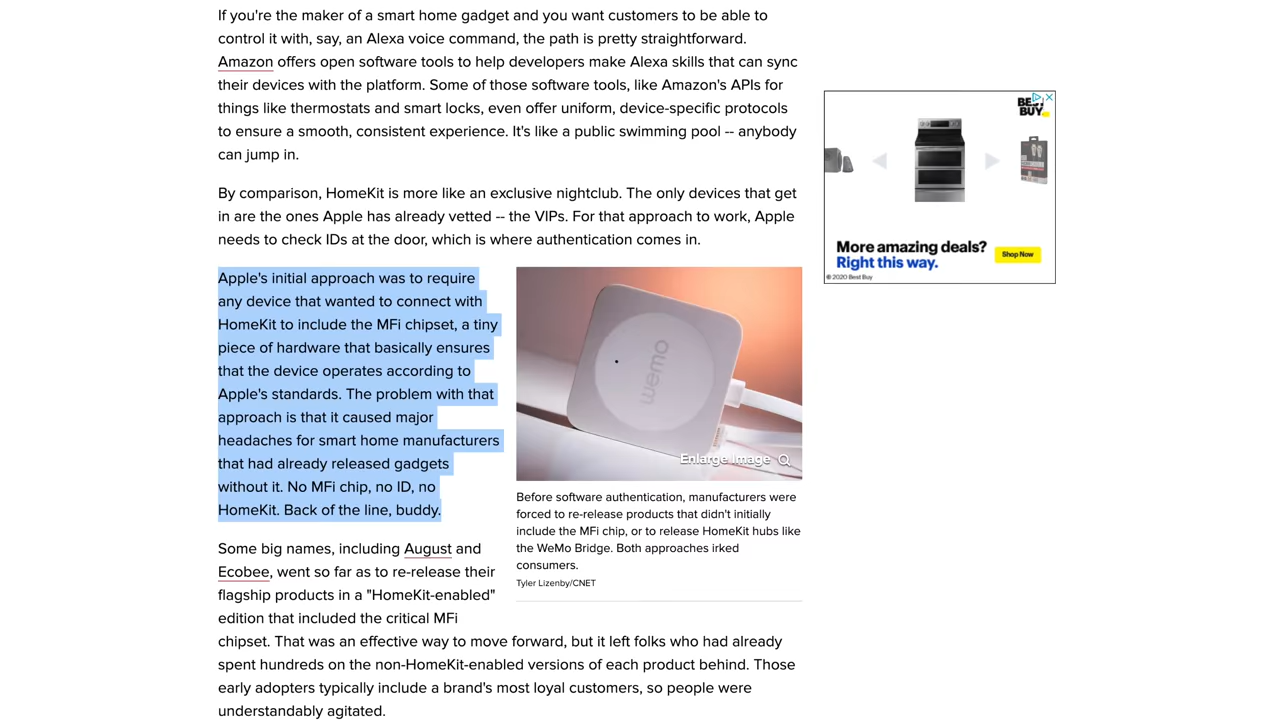 If you're the maker of a smart home gadget and you want customers to be able to
control it with, say, an Alexa voice command, the path is pretty straightforward.
Amazon offers open software tools to help developers make Alexa skills that can sync
their devices with the platform. Some of those software tools, like Amazon's APIs for
things like thermostats and smart locks, even offer uniform, device-specific protocols
to ensure a smooth, consistent experience. It's like a public swimming pool -- anybody
can jump in.
By comparison, HomeKit is more like an exclusive nightclub. The only devices that get
in are the ones Apple has already vetted -- the VIPs. For that approach to work, Apple
needs to check IDs at the door, which is where authentication comes in.
Apple's initial approach was to require
any device that wanted to connect with
HomeKit to include the MFi chipset, a tiny
piece of hardware that basically ensures
that the device operates according to
Apple's standards. The problem with that
approach is that it caused major
headaches for smart home manufacturers
that had already released gadgets
without it. No MFi chip, no ID, no
HomeKit. Back of the line, buddy.
wemo
Enlarge Image
Before software authentication, manufacturers were
forced to re-release products that didn't initially
include the MFi chip, or to release HomeKit hubs like
the WeMo Bridge. Both approaches irked
consumers.
Tyler Lizenby/CNET
Some big names, including August and
Ecobee, went so far as to re-release their
flagship products in a "HomeKit-enabled"
edition that included the critical MFi
chipset. That was an effective way to move forward, but it left folks who had already
spent hundreds on the non-HomeKit-enabled versions of each product behind. Those
early adopters typically include a brand's most loyal customers, so people were
understandably agitated.
BEST
BUY
More amazing deals?
Right this way.
Shop Now
© 2020 Best Buy